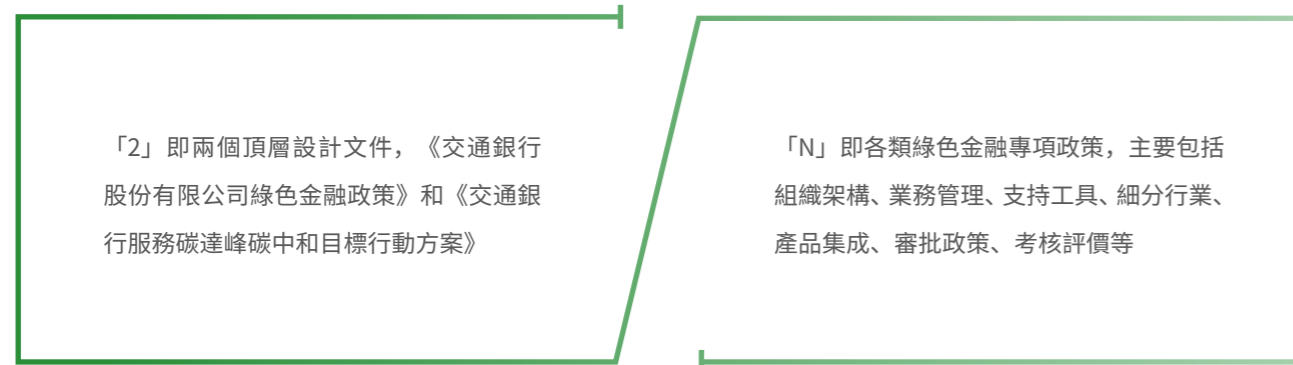 「2」即兩個頂層設計文件，《交通銀行
股份有限公司綠色金融政策》和《交通銀
行服務碳達峰碳中和目標行動方案》
「N」即各類綠色金融專項政策，主要包括
組織架構、業務管理、支持工具、細分行業、
產品集成、審批政策、考核評價等